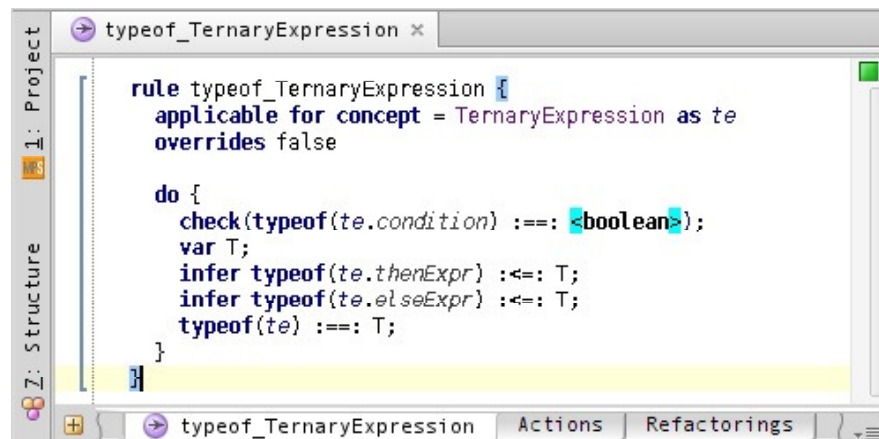 typeof_TernaryExpression ×
1: Project
MPS
Z: Structure
rule typeof_TernaryExpression {
applicable for concept = TernaryExpression as te
overrides false
do {
check(typeof(te.condition) :==: <boolean>);
var T;
infer typeof(te.thenExpr) :<=: T;
infer typeof(te.elseExpr) :<=: T;
typeof(te) :==: T;
}
}
typeof_TernaryExpression Actions Refactorings